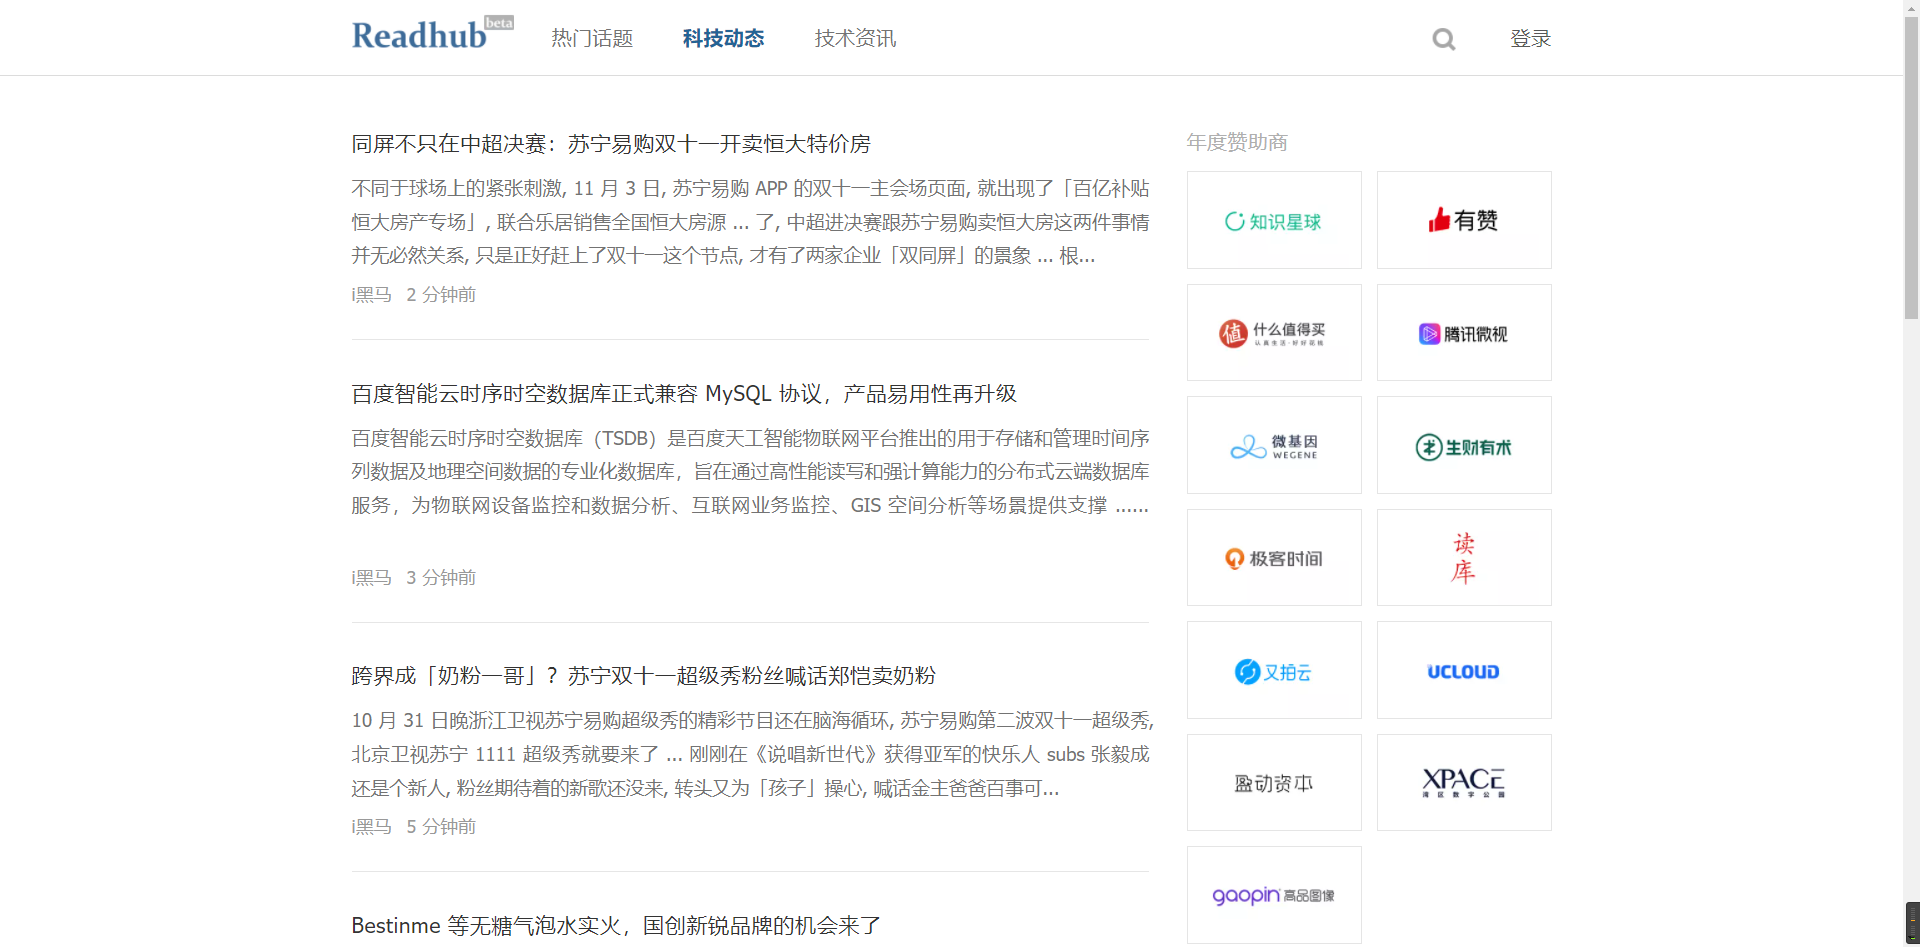 Readhub beta
热门话题
科技动态
技术资讯
登录
同屏不只在中超决赛：苏宁易购双十一开卖恒大特价房
不同于球场上的紧张刺激, 11 月 3 日, 苏宁易购 APP 的双十一主会场页面, 就出现了「百亿补贴
恒大房产专场」, 联合乐居销售全国恒大房源 ... 了, 中超进决赛跟苏宁易购卖恒大房这两件事情
并无必然关系, 只是正好赶上了双十一这个节点, 才有了两家企业「双同屏」的景象 ... 根...
i黑马 2 分钟前
百度智能云时序时空数据库正式兼容 MySQL 协议，产品易用性再升级
百度智能云时序时空数据库（TSDB）是百度天工智能物联网平台推出的用于存储和管理时间序
列数据及地理空间数据的专业化数据库，旨在通过高性能读写和强计算能力的分布式云端数据库
服务，为物联网设备监控和数据分析、互联网业务监控、GIS 空间分析等场景提供支撑 ......
i黑马 3 分钟前
跨界成「奶粉一哥」？苏宁双十一超级秀粉丝喊话郑恺卖奶粉
10 月 31 日晚浙江卫视苏宁易购超级秀的精彩节目还在脑海循环, 苏宁易购第二波双十一超级秀,
北京卫视苏宁 1111 超级秀就要来了 ... 刚刚在《说唱新世代》获得亚军的快乐人 subs 张毅成
还是个新人, 粉丝期待着的新歌还没来, 转头又为「孩子」操心, 喊话金主爸爸百事可...
i黑马 5 分钟前
Bestinme 等无糖气泡水实火，国创新锐品牌的机会来了
年度赞助商
知识星球
有赞
值 什么值得买
认真生活·好好花钱
腾讯微视
微基因
WEGENE
生财有术
极客时间
读
库
又拍云
UCLOUD
盈动资本
XPACE
湾区数字公园
gaopin 高品图像